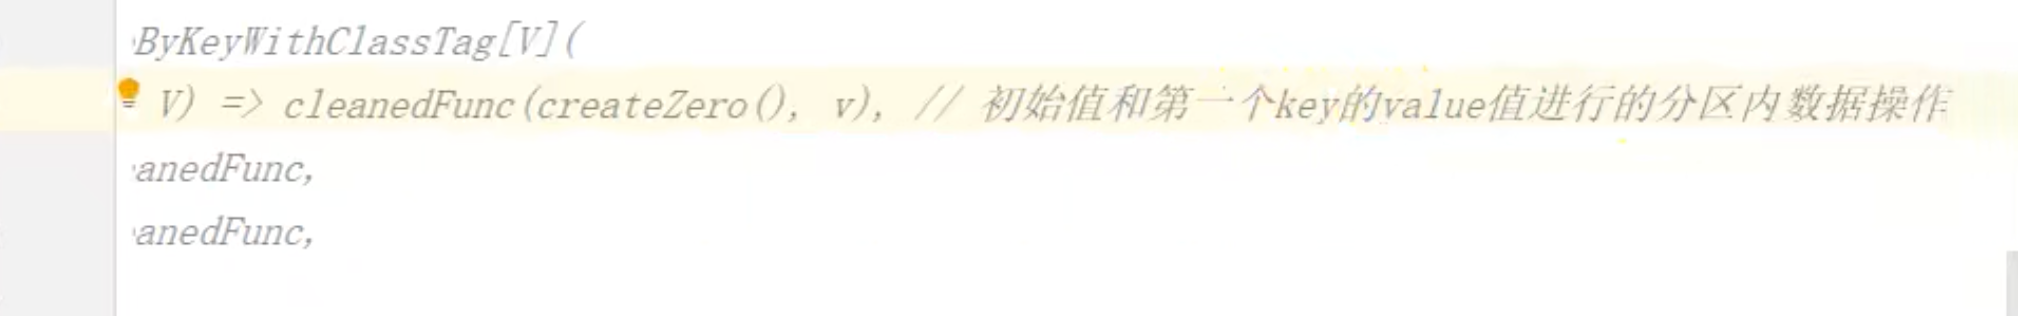 ByKeyWithClassTag[V](
V) => cleanedFunc(createZero(), v), // 初始值和第一个key的value值进行的分区内数据操作
anedFunc,
anedFunc,